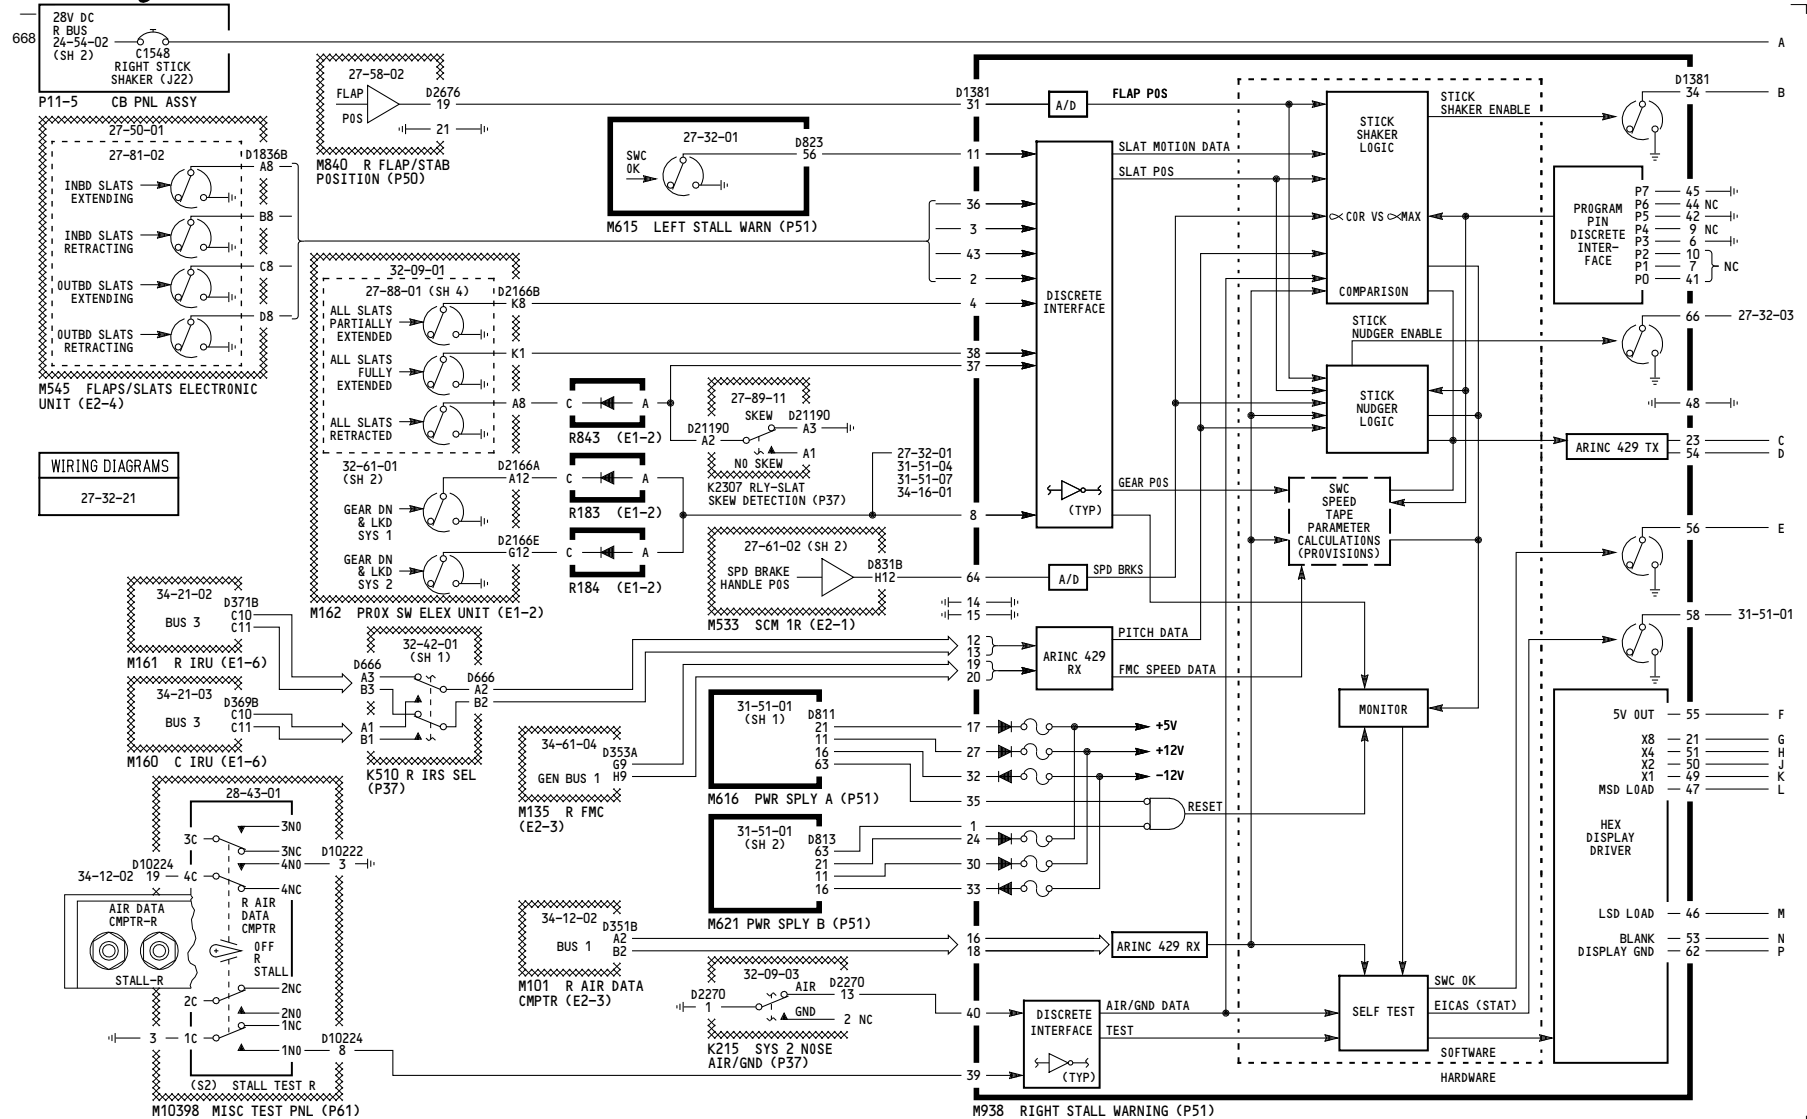 668
28V DC
R BUS
24-54-02
(SH 2)
C1548
RIGHT STICK
SHAKER (J22)
P11-5 CB PNL ASSY
A
27-50-01
27-81-02
D1836B
INBD SLATS
EXTENDING
A8
INBD SLATS
RETRACTING
B8
OUTBD SLATS
EXTENDING
C8
OUTBD SLATS
RETRACTING
D8
M545 FLAPS/SLATS ELECTRONIC
UNIT (E2-4)
WIRING DIAGRAMS
27-32-21
27-58-02
FLAP
POS
D2676
19
21
M840 R FLAP/STAB
POSITION (P50)
27-32-01
SWC
OK
D823
56
M615 LEFT STALL WARN (P51)
32-09-01
27-88-01 (SH 4)
D2166B
ALL SLATS
PARTIALLY
EXTENDED
K8
ALL SLATS
FULLY
EXTENDED
K1
ALL SLATS
RETRACTED
A8
32-61-01
(SH 2)
D2166A
A12
GEAR DN
& LKD
SYS 1
D2166E
G12
GEAR DN
& LKD
SYS 2
M162 PROX SW ELEX UNIT (E1-2)
C A
R843 (E1-2)
C A
R183 (E1-2)
C A
R184 (E1-2)
27-89-11
SKEW
D21190
A2
D21190
A3
A1
NO SKEW
K2307 RLY-SLAT
SKEW DETECTION (P37)
27-32-01
31-51-04
31-51-07
34-16-01
27-61-02 (SH 2)
SPD BRAKE
HANDLE POS
D831B
H12
M533 SCM 1R (E2-1)
34-21-02
D371B
BUS 3
C10
C11
M161 R IRU (E1-6)
34-21-03
D369B
BUS 3
C10
C11
M160 C IRU (E1-6)
32-42-01
(SH 1)
D666
A3
B3
A1
B1
D666
A2
B2
K510 R IRS SEL
(P37)
34-61-04
D353A
GEN BUS 1
G9
H9
M135 R FMC
(E2-3)
31-51-01
(SH 1)
D811
21
11
16
63
M616 PWR SPLY A (P51)
31-51-01
(SH 2)
D813
63
21
11
16
M621 PWR SPLY B (P51)
34-12-02
D351B
BUS 1
A2
B2
M101 R AIR DATA
CMPTR (E2-3)
32-09-03
D2270
1
AIR
D2270
13
GND
2 NC
K215 SYS 2 NOSE
AIR/GND (P37)
28-43-01
3NO
3C
3NC
D10222
4NO
3
D10224
34-12-02 19
4C
4NC
AIR DATA
CMPTR-R
STALL-R
R AIR
DATA
CMPTR
OFF
R
STALL
2NC
2C
2NO
1NC
3
1C
D10224
1NO
8
(S2) STALL TEST R
M10398 MISC TEST PNL (P61)
D1381
31
11
36
3
43
2
4
38
37
8
64
14
15
12
13
19
20
17
27
32
35
1
24
30
33
16
18
40
39
A/D
FLAP POS
DISCRETE
INTERFACE
(TYP)
SLAT MOTION DATA
SLAT POS
GEAR POS
A/D
SPD BRKS
ARINC 429
RX
PITCH DATA
FMC SPEED DATA
+5V
+12V
-12V
RESET
ARINC 429 RX
DISCRETE
INTERFACE
(TYP)
AIR/GND DATA
TEST
STICK
SHAKER
LOGIC
∝ COR VS ∝MAX
COMPARISON
STICK
SHAKER ENABLE
STICK
NUDGER ENABLE
STICK
NUDGER
LOGIC
SWC
SPEED
TAPE
PARAMETER
CALCULATIONS
(PROVISIONS)
MONITOR
SELF TEST
SWC OK
EICAS (STAT)
SOFTWARE
HARDWARE
PROGRAM
PIN
DISCRETE
INTER-
FACE
D1381
34 B
P7 45
P6 44 NC
P5 42
P4 9 NC
P3 6
P2 10
P1 7 NC
P0 41
66 27-32-03
48
ARINC 429 TX
23 C
54 D
56 E
58 31-51-01
5V OUT 55 F
X8 21 G
X4 51 H
X2 50 J
X1 49 K
MSD LOAD 47 L
HEX
DISPLAY
DRIVER
LSD LOAD 46 M
BLANK 53 N
DISPLAY GND 62 P
M938 RIGHT STALL WARNING (P51)